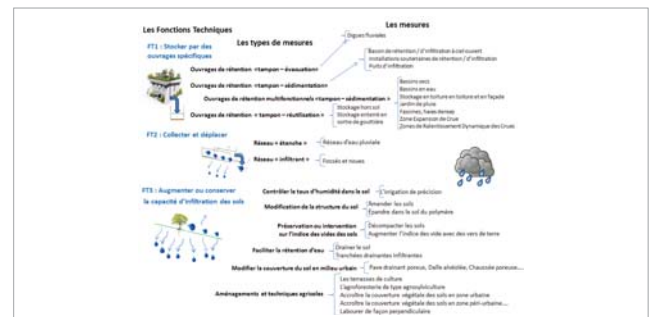 Les Fonctions Techniques
Les types de mesures
Les mesures
FT1 : Stocker par des
ouvrages spécifiques
Ouvrages de rétention «tampon – évacuation»
Digues fluviales
Ouvrages de rétention «tampon – sédimentation»
Bassin de rétention / d'infiltration à ciel ouvert
Installations souterraines de rétention / d'infiltration
Puits d'infiltration
Ouvrages de rétention multifonctionnels «tampon – sédimentation »
Bassins secs
Bassins en eau
Stockage en toiture en toiture et en façade
Jardin de pluie
Fascines, haies denses
Zone Expansion de Crue
Zones de Ralentissement Dynamique des Crues
Ouvrages de rétention « tampon – réutilisation»
Stockage hors sol
Stockage enterré en
sortie de gouttière
FT2 : Collecter et déplacer
Réseau « étanche »
Réseau d'eau pluviale
Réseau « infiltrant »
Fossés et noues
FT3 : Augmenter ou conserver
la capacité d'infiltration des sols
Contrôler le taux d'humidité dans le sol
L'irrigation de précision
Modification de la structure du sol
Amender les sols
Epandre dans le sol du polymère
Préservation ou intervention
sur l'indice des vides des sols
Décompacter les sols
Augmenter l'indice des vide avec des vers de terre
Faciliter la rétention d'eau
Drainer le sol
Tranchées drainantes infiltrantes
Modifier la couverture du sol en milieu urbain
Pavé drainant poreux, Dalle alvéolée, Chaussée poreuse....
Aménagements et techniques agricoles
Les terrasses de culture
L'agroforesterie de type agrosylviculture
Accroître la couverture végétale des sols en zone urbaine
Accroître la couverture végétale des sols en zone péri-urbaine....
Labourer de façon perpendiculaire